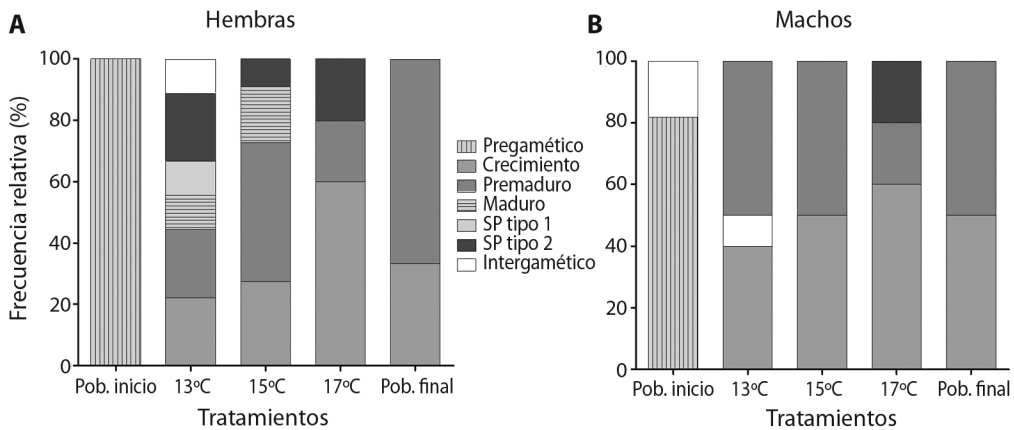 A
Hembras
Frecuencia relativa (%)
100
80
60
40
20
0
Pob. inicio 13ºC 15ºC 17ºC Pob. final
Tratamientos
Pregamético
Crecimiento
Premaduro
Maduro
SP tipo 1
SP tipo 2
Intergamético
B
Machos
100
80
60
40
20
0
Pob. inicio 13ºC 15ºC 17ºC Pob. final
Tratamientos